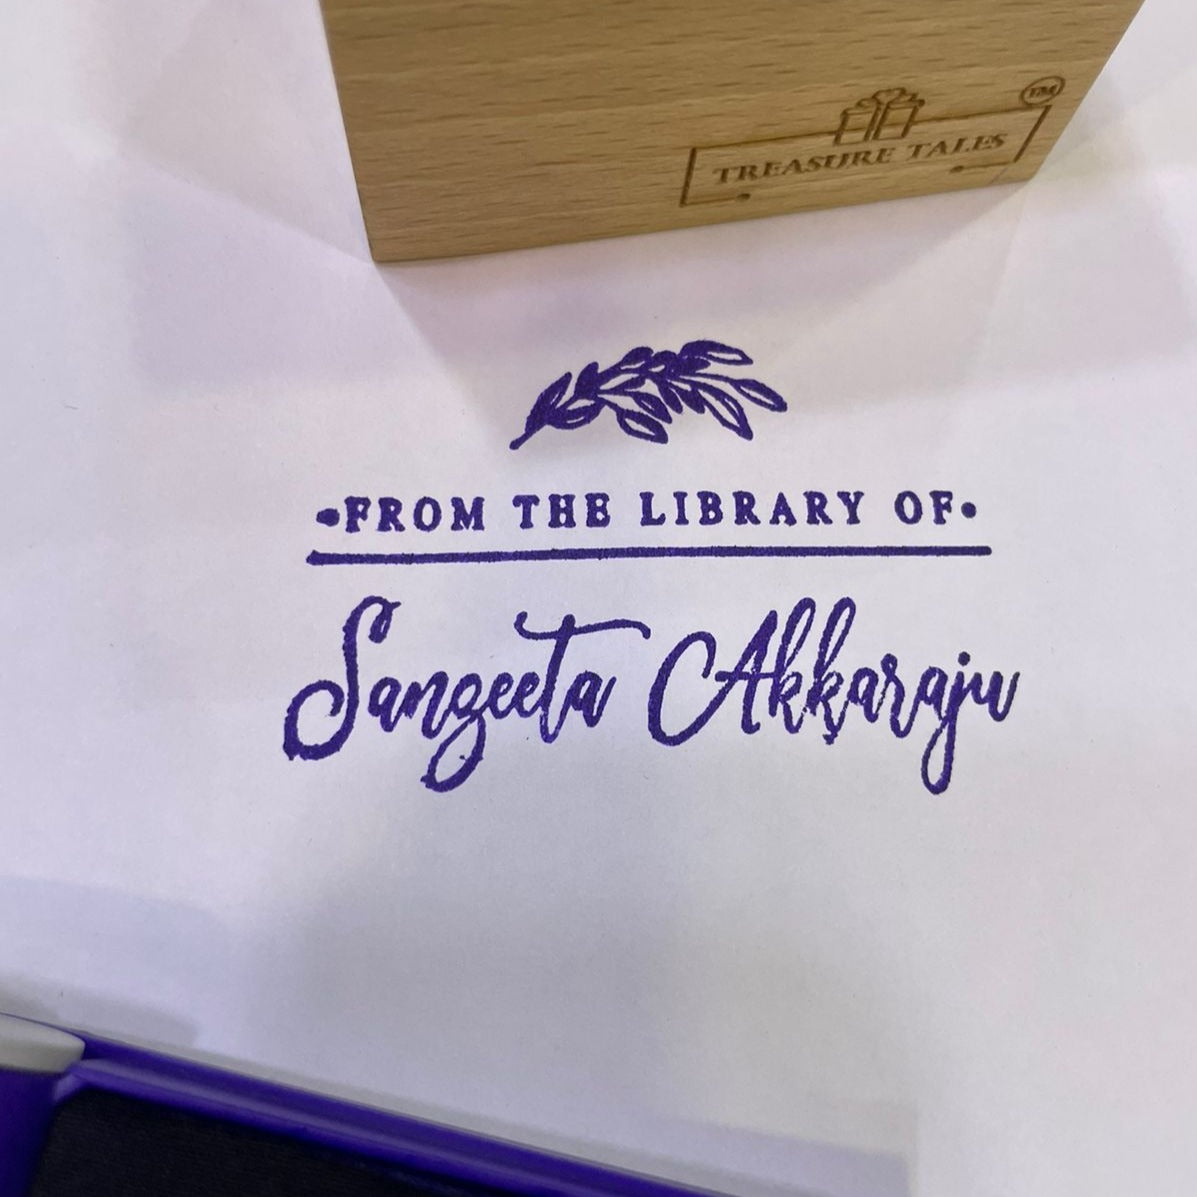 TREASURE TALES
TM
•FROM THE LIBRARY OF•
Sangeeta Akkaraju